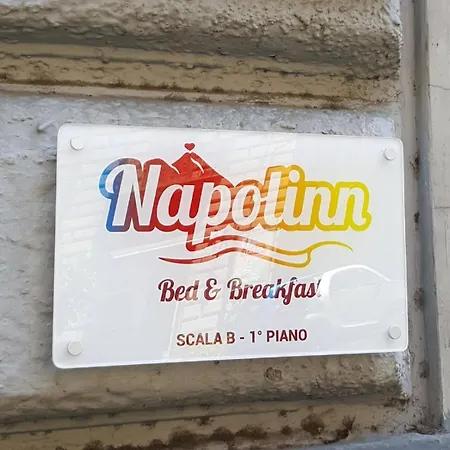 Napolinn
Bed & Breakfast
SCALA B - 1° PIANO